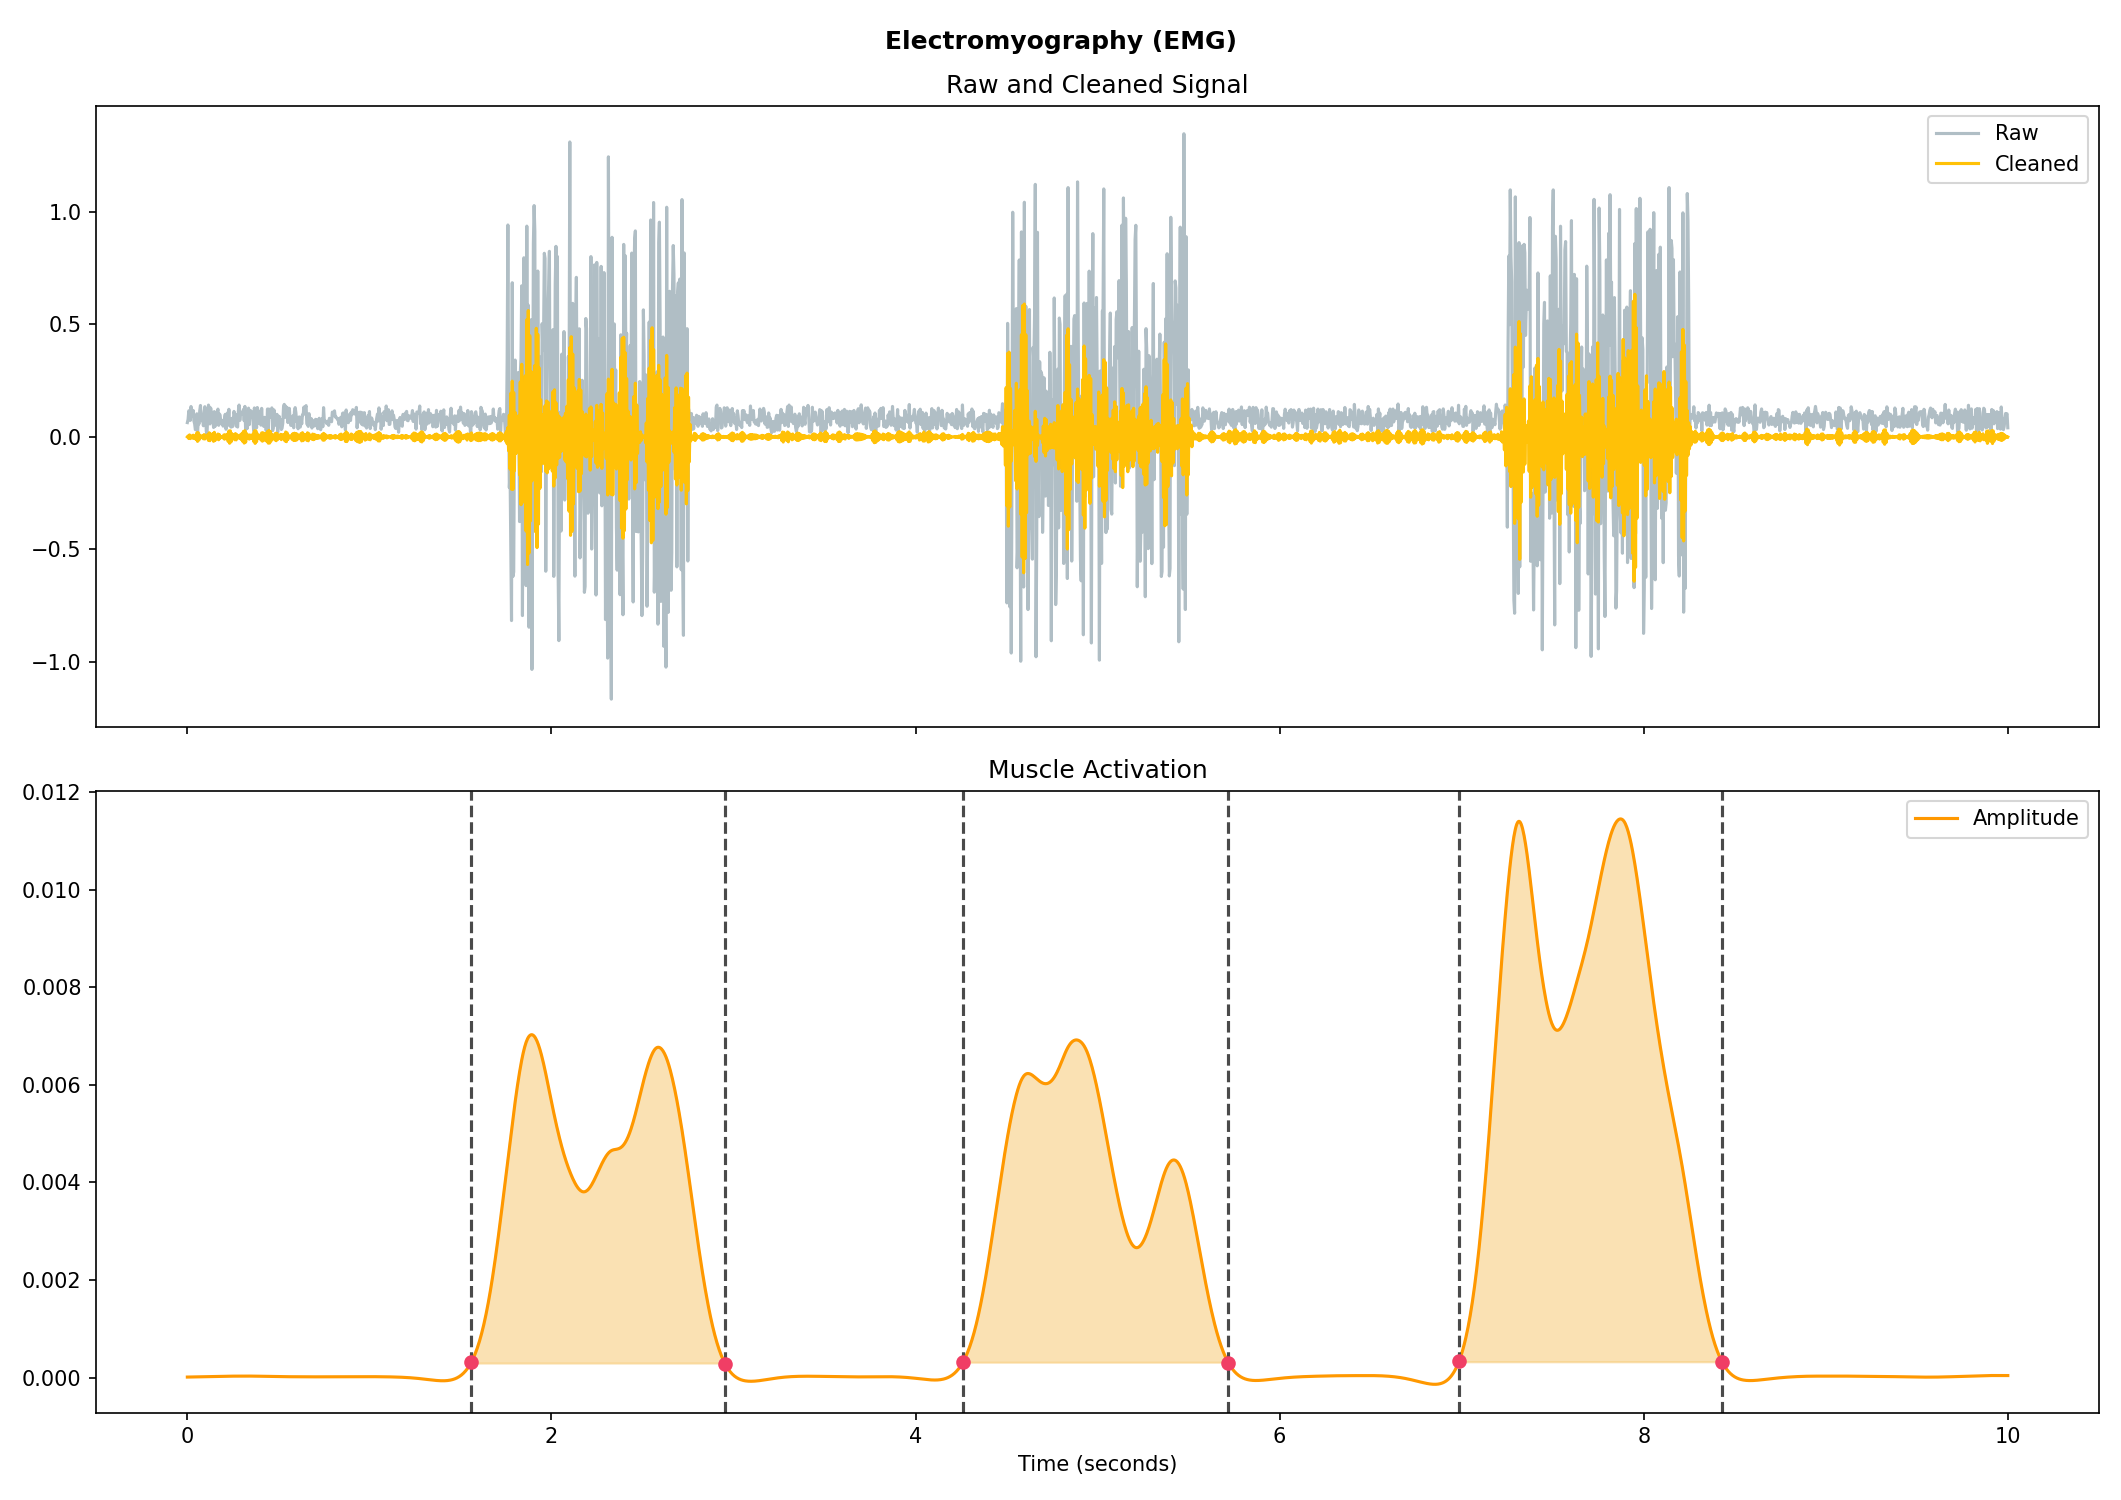 Electromyography (EMG)
Raw and Cleaned Signal
Raw
Cleaned
1.0
0.5
0.0
−0.5
−1.0
Muscle Activation
Amplitude
0.012
0.010
0.008
0.006
0.004
0.002
0.000
0 2 4 6 8 10
Time (seconds)